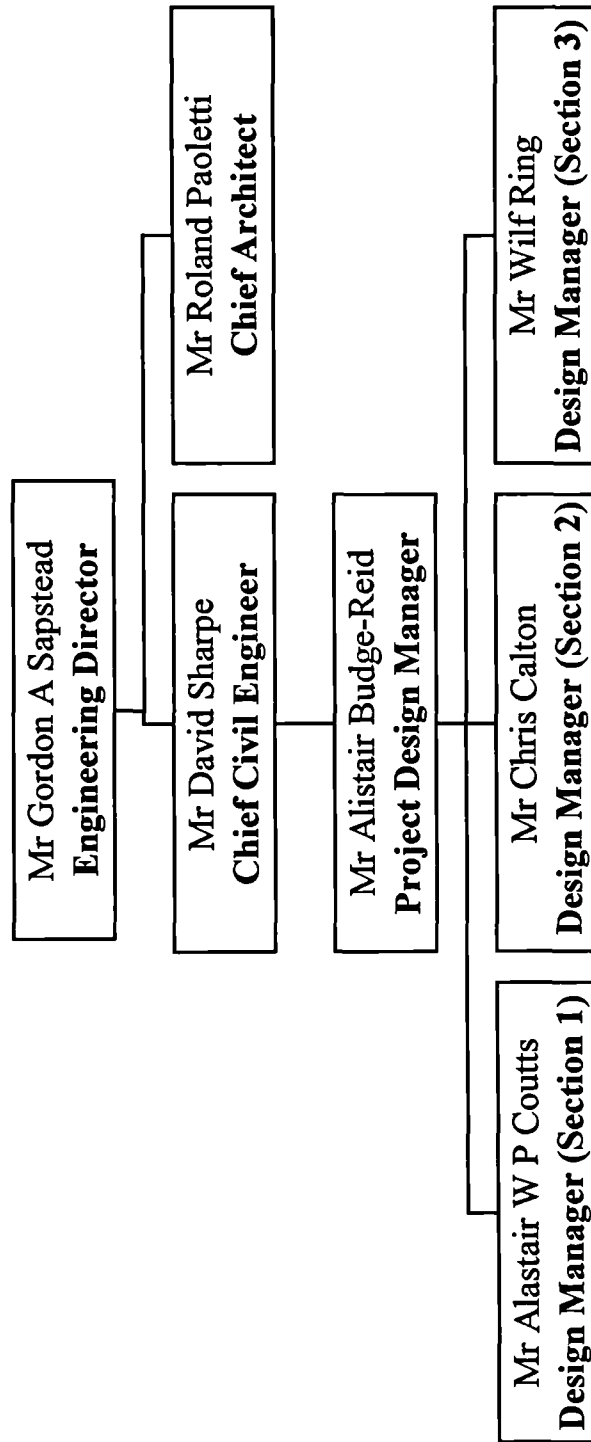 Mr Gordon A Sapstead
Engineering Director
Mr David Sharpe
Chief Civil Engineer
Mr Roland Paoletti
Chief Architect
Mr Alistair Budge-Reid
Project Design Manager
Mr Alastair W P Coutts
Design Manager (Section 1)
Mr Chris Calton
Design Manager (Section 2)
Mr Wilf Ring
Design Manager (Section 3)